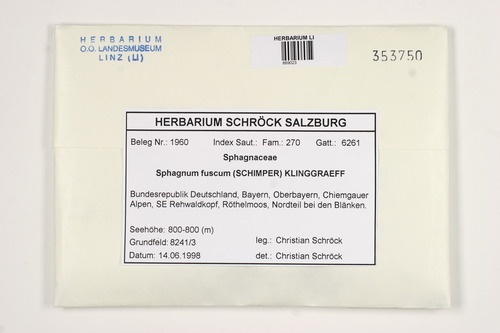 HERBARIUM
O.O. LANDESMUSEUM
LINZ (LI)
HERBARIUM LI
353750
HERBARIUM SCHRÖCK SALZBURG
Beleg Nr.: 1960 Index Saut.: Fam.: 270 Gatt.: 6261
Sphagnaceae
Sphagnum fuscum (SCHIMPER) KLINGGRAEFF
Bundesrepublik Deutschland, Bayern, Oberbayern, Chiemgauer
Alpen, SE Rehwaldkopf, Röthelmoos, Nordteil bei den Blänken.
Seehöhe: 800-800 (m)
Grundfeld: 8241/3 leg.: Christian Schröck
Datum: 14.06.1998 det.: Christian Schröck